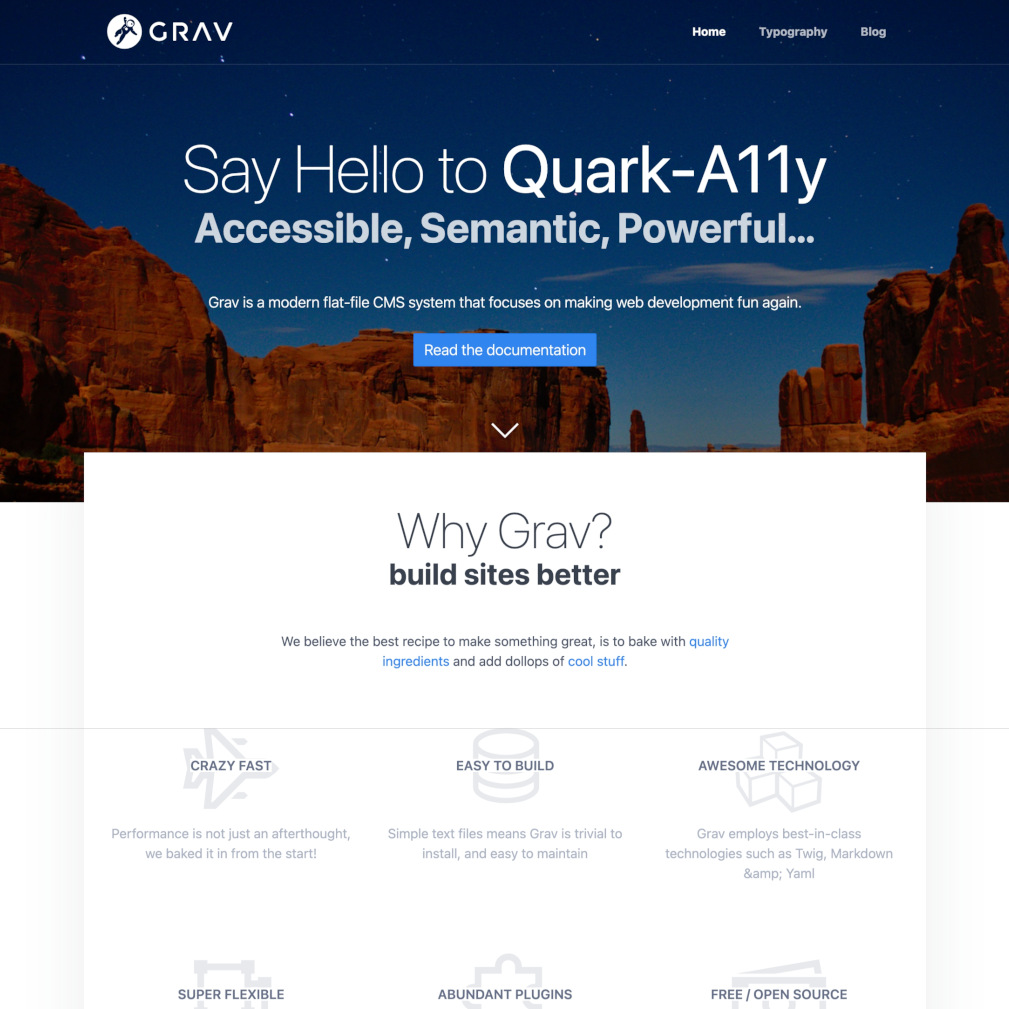 GRAV
Home Typography Blog
Say Hello to Quark-A11y
Accessible, Semantic, Powerful...
Grav is a modern flat-file CMS system that focuses on making web development fun again.
Read the documentation
Why Grav?
build sites better
We believe the best recipe to make something great, is to bake with quality
ingredients and add dollops of cool stuff.
CRAZY FAST
Performance is not just an afterthought,
we baked it in from the start!
EASY TO BUILD
Simple text files means Grav is trivial to
install, and easy to maintain
AWESOME TECHNOLOGY
Grav employs best-in-class
technologies such as Twig, Markdown
&amp; Yaml
SUPER FLEXIBLE
ABUNDANT PLUGINS
FREE / OPEN SOURCE